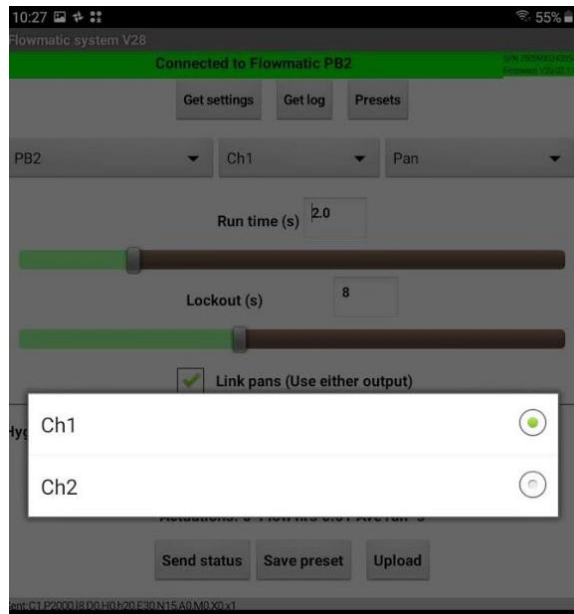 10:27 55%
Flowmatic system V28
Connected to Flowmatic PB2
Get settings Get log Presets
PB2 Ch1 Pan
Run time (s) 2.0
Lockout (s) 8
Link pans (Use either output)
Ch1
Ch2
Send status Save preset Upload